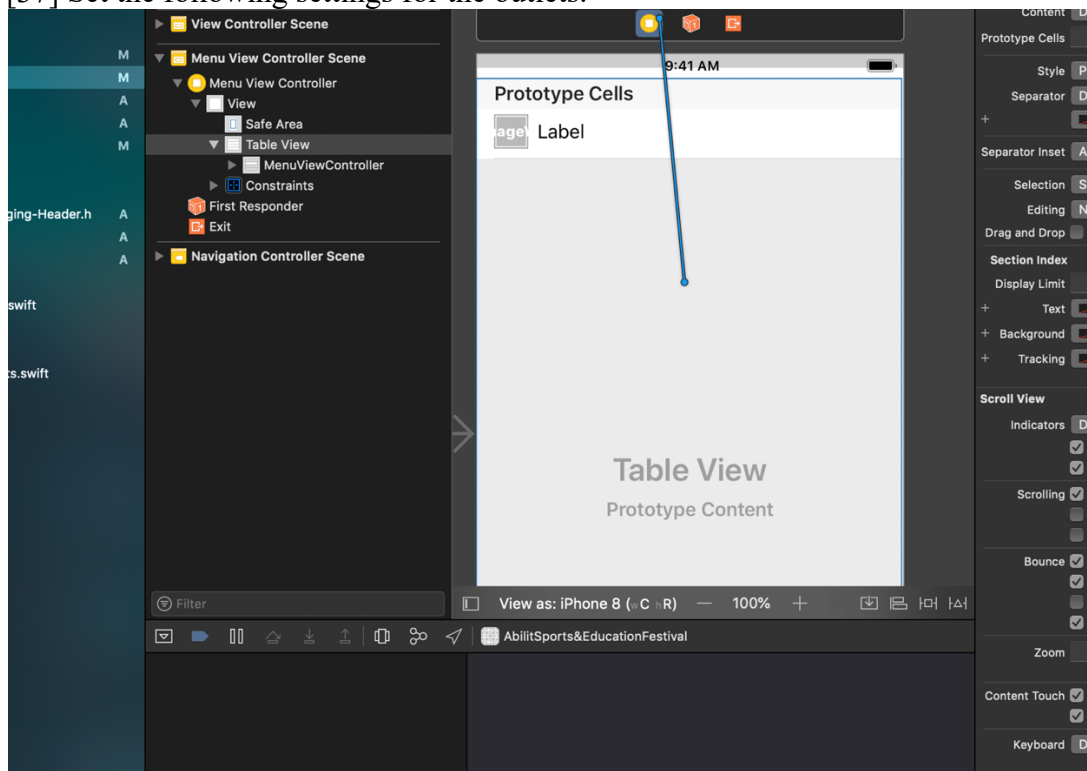 [57] Set the following settings for the outlets.
View Controller Scene
Menu View Controller Scene
Menu View Controller
View
Safe Area
Table View
MenuViewController
Constraints
First Responder
Exit
Navigation Controller Scene
M
M
A
A
M
ging-Header.h A
A
A
swift
ts.swift
9:41 AM
Prototype Cells
Label
Table View
Prototype Content
Content D
Prototype Cells
Style P
Separator D
+
Separator Inset A
Selection S
Editing N
Drag and Drop
Section Index
Display Limit
+ Text
+ Background
+ Tracking
Scroll View
Indicators D
Scrolling
Bounce
Zoom
Content Touch
Keyboard D
Filter
View as: iPhone 8 (wC hR) — 100% +
AbilitSports&EducationFestival